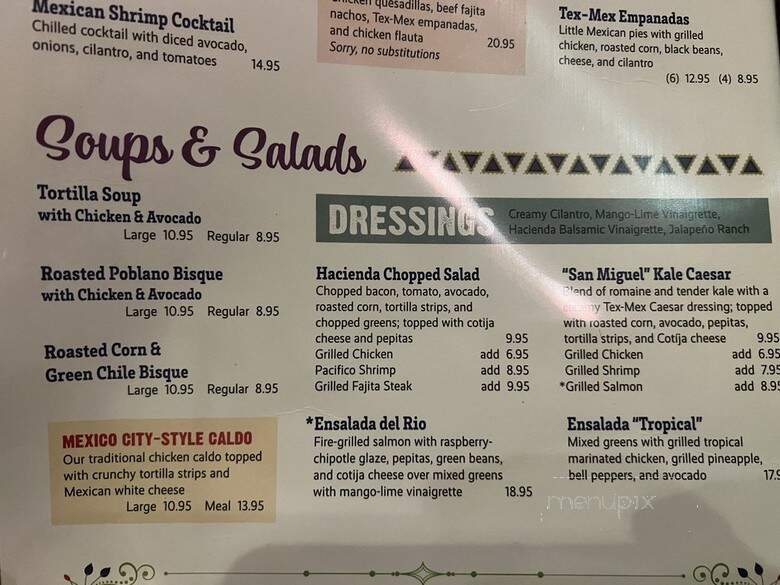 Mexican Shrimp Cocktail
Chilled cocktail with diced avocado,
onions, cilantro, and tomatoes 14.95
chicken quesadillas, beef fajita
nachos, Tex-Mex empanadas,
and chicken flauta 20.95
Sorry, no substitutions
Tex-Mex Empanadas
Little Mexican pies with grilled
chicken, roasted corn, black beans,
cheese, and cilantro
(6) 12.95 (4) 8.95
Soups & Salads
Tortilla Soup
with Chicken & Avocado
Large 10.95 Regular 8.95
Roasted Poblano Bisque
with Chicken & Avocado
Large 10.95 Regular 8.95
Roasted Corn &
Green Chile Bisque
Large 10.95 Regular 8.95
MEXICO CITY-STYLE CALDO
Our traditional chicken caldo topped
with crunchy tortilla strips and
Mexican white cheese
Large 10.95 Meal 13.95
DRESSINGS
Creamy Cilantro, Mango-Lime Vinaigrette,
Hacienda Balsamic Vinaigrette, Jalapeño Ranch
Hacienda Chopped Salad
Chopped bacon, tomato, avocado,
roasted corn, tortilla strips, and
chopped greens; topped with cotija
cheese and pepitas 9.95
Grilled Chicken add 6.95
Pacifico Shrimp add 8.95
Grilled Fajita Steak add 9.95
*Ensalada del Rio
Fire-grilled salmon with raspberry-
chipotle glaze, pepitas, green beans,
and cotija cheese over mixed greens
with mango-lime vinaigrette 18.95
"San Miguel" Kale Caesar
Blend of romaine and tender kale with a
creamy Tex-Mex Caesar dressing; topped
with roasted corn, avocado, pepitas,
tortilla strips, and Cotija cheese 9.95
Grilled Chicken add 6.95
Grilled Shrimp add 7.95
*Grilled Salmon add 8.95
Ensalada "Tropical"
Mixed greens with grilled tropical
marinated chicken, grilled pineapple,
bell peppers, and avocado
menupix